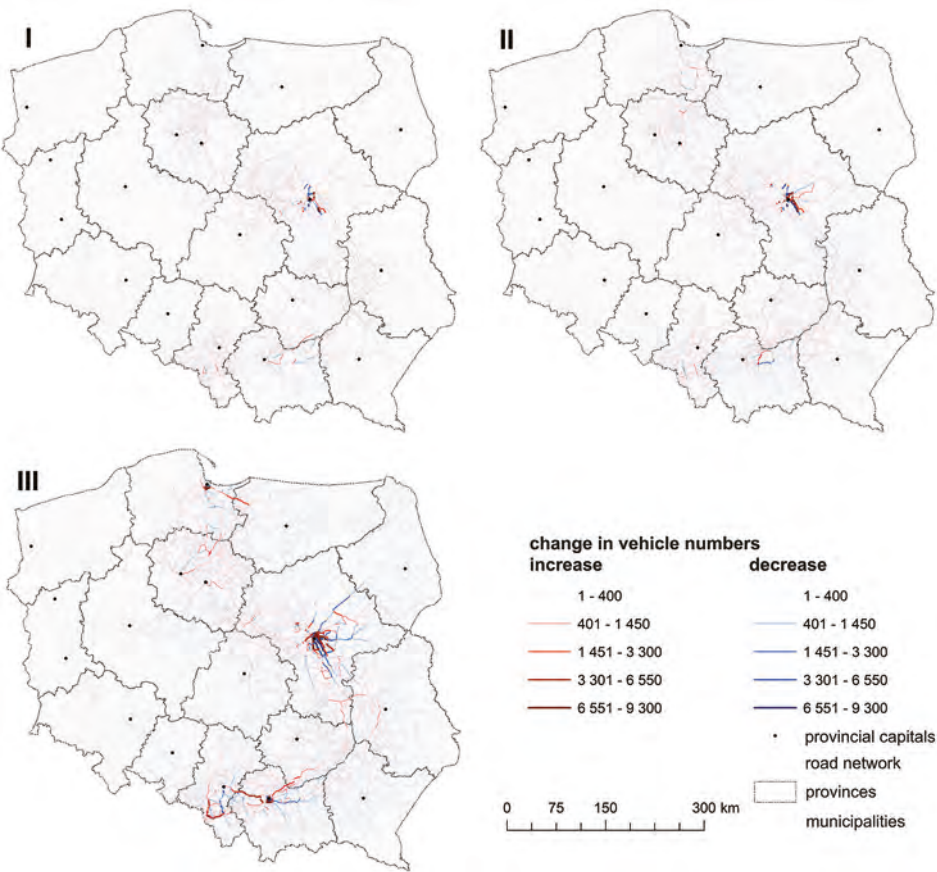 I
II
III
change in vehicle numbers
increase
decrease
1 - 400
1 - 400
401 - 1 450
401 - 1 450
1 451 - 3 300
1 451 - 3 300
3 301 - 6 550
3 301 - 6 550
6 551 - 9 300
6 551 - 9 300
provincial capitals
road network
provinces
municipalities
0 75 150 300 km